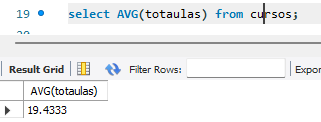 19 select AVG(totaulas) from cursos;
Result Grid Filter Rows: Expor
AVG(totaulas)
19.4333